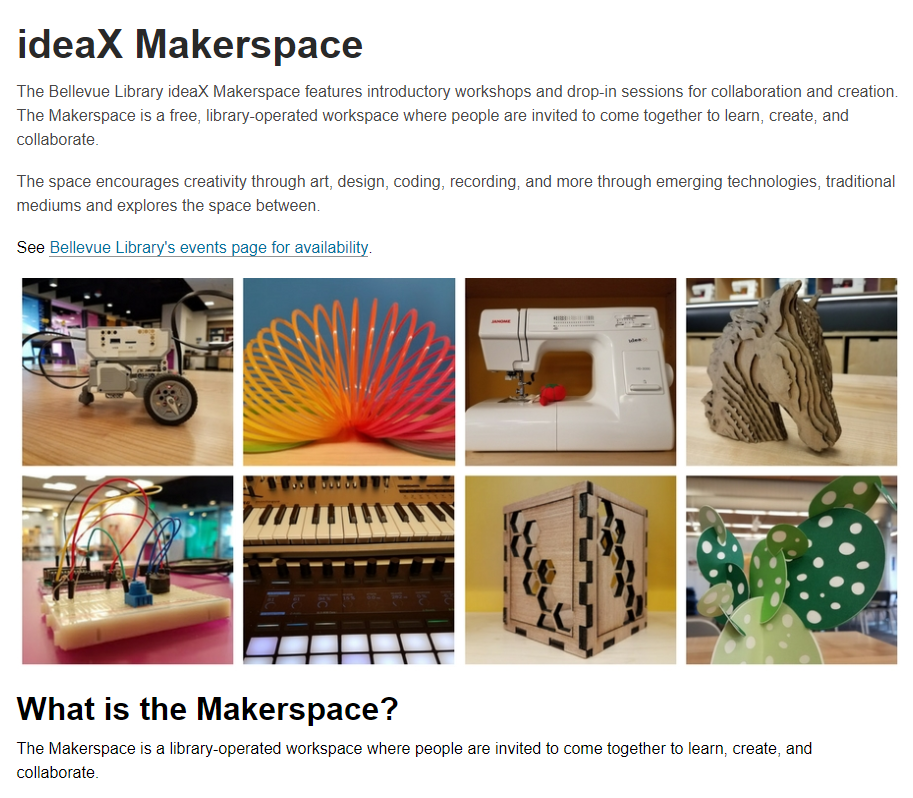 ideaX Makerspace
The Bellevue Library ideaX Makerspace features introductory workshops and drop-in sessions for collaboration and creation.
The Makerspace is a free, library-operated workspace where people are invited to come together to learn, create, and
collaborate.
The space encourages creativity through art, design, coding, recording, and more through emerging technologies, traditional
mediums and explores the space between.
See Bellevue Library's events page for availability.
JANOME
What is the Makerspace?
The Makerspace is a library-operated workspace where people are invited to come together to learn, create, and
collaborate.